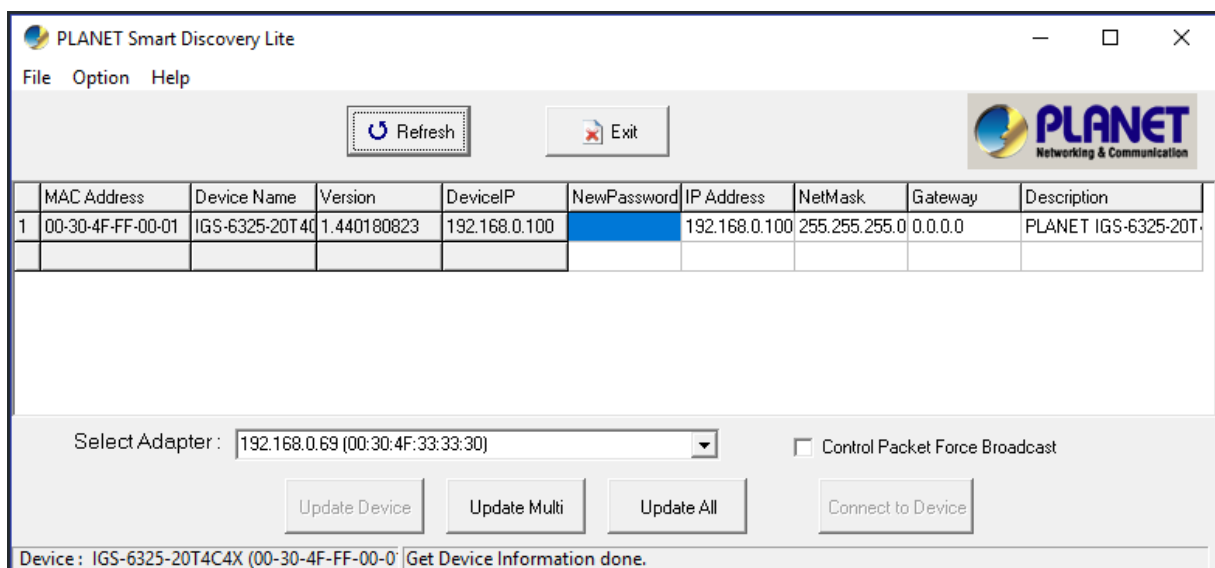 PLANET Smart Discovery Lite
File Option Help
Refresh Exit PLANET
Networking & Communication
MAC Address Device Name Version DeviceIP NewPassword IP Address NetMask Gateway Description
1 00-30-4F-FF-00-01 IGS-6325-20T4C 1.440180823 192.168.0.100 192.168.0.100 255.255.255.0 0.0.0.0 PLANET IGS-6325-20T-
Select Adapter : 192.168.0.69 (00:30:4F:33:33:30) Control Packet Force Broadcast
Update Device Update Multi Update All Connect to Device
Device : IGS-6325-20T4C4X (00-30-4F-FF-00-0 Get Device Information done.